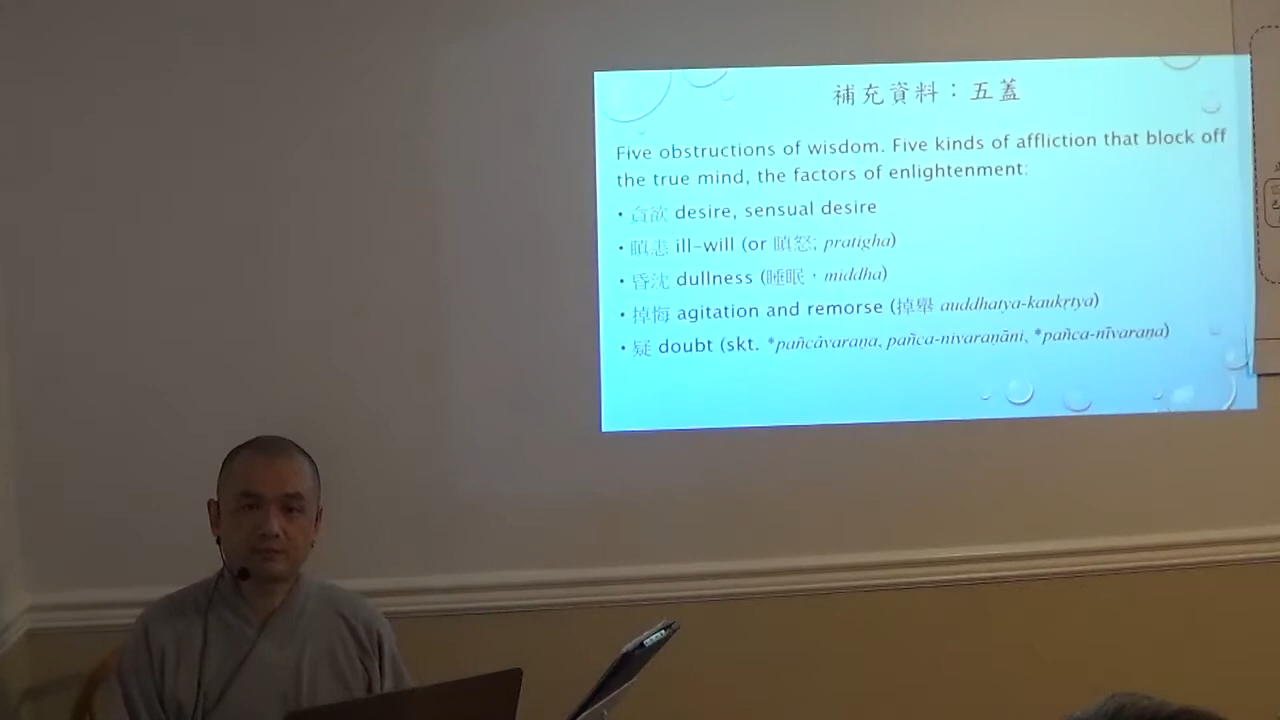 補充資料：五蓋
Five obstructions of wisdom. Five kinds of affliction that block off
the true mind, the factors of enlightenment:
• 貪欲 desire, sensual desire
• 瞋恚 ill-will (or 瞋怒; pratigha)
• 昏沈 dullness (睡眠，middha)
• 掉悔 agitation and remorse (掉舉 auddhatya-kaukṛtya)
• 疑 doubt (skt. *pañcâvaraṇa, pañca-nivaraṇāni, *pañca-nīvaraṇa)